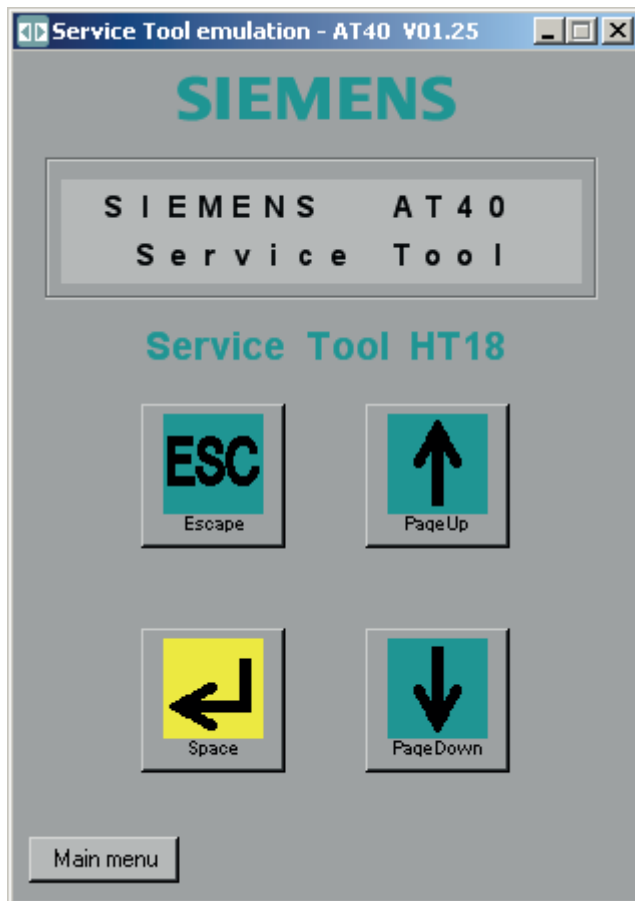 Service Tool emulation - AT40 V01.25
SIEMENS
SIEMENS AT40
Service Tool
Service Tool HT18
ESC
Escape
PageUp
Space
PageDown
Main menu